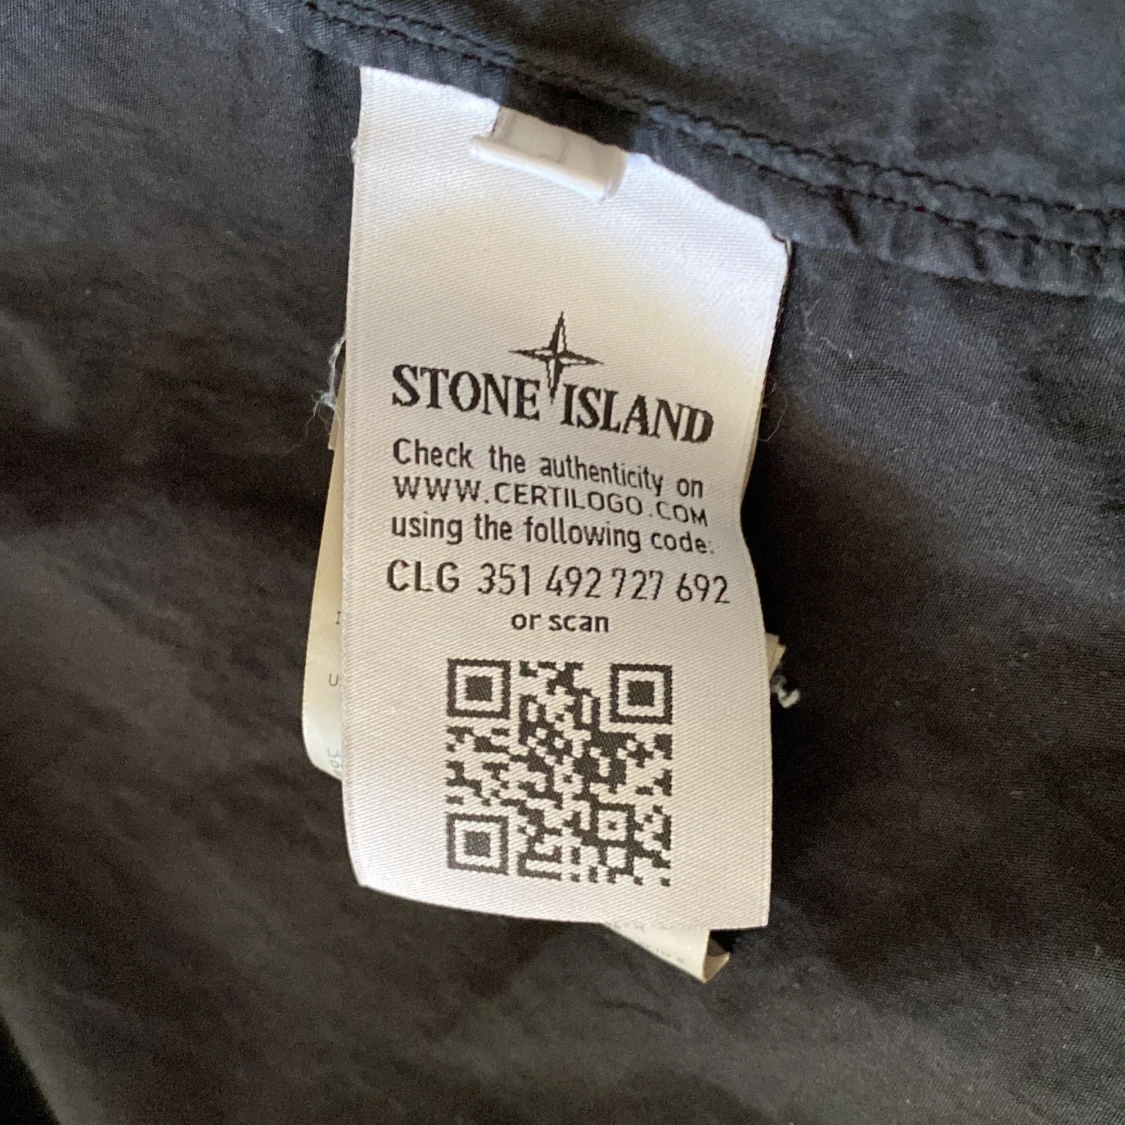 STONE ISLAND
Check the authenticity on
WWW.CERTILOGO.COM
using the following code:
CLG 351 492 727 692
or scan